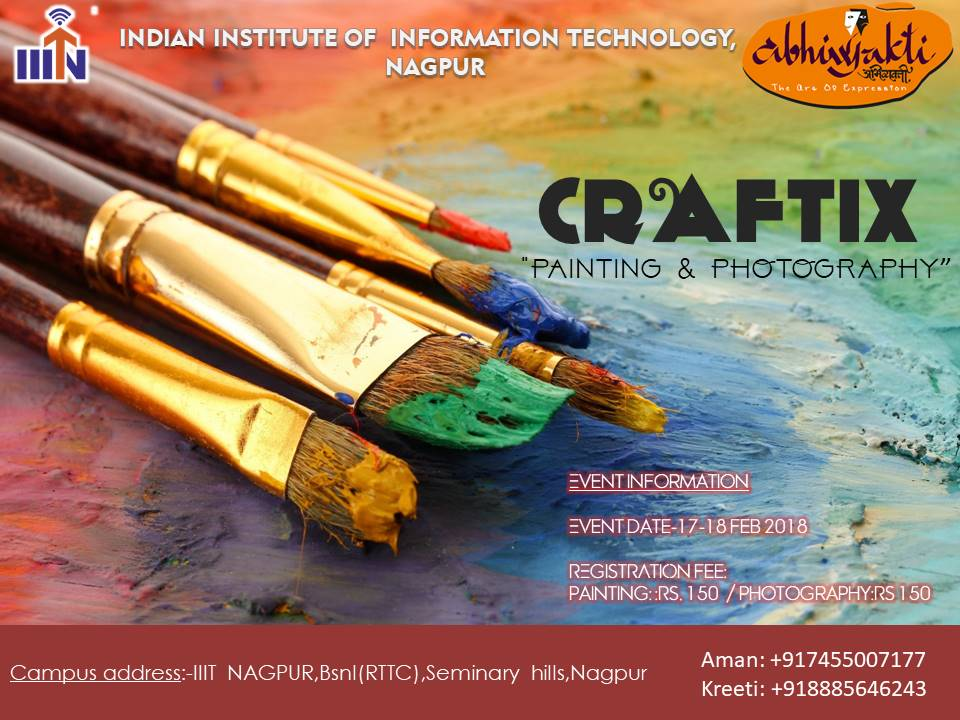 IIITN
INDIAN INSTITUTE OF INFORMATION TECHNOLOGY,
NAGPUR
abhivyakti
अभिव्यक्ती
The Art Of Expression
CRAFTIX
"PAINTING & PHOTOGRAPHY”
EVENT INFORMATION
EVENT DATE-17-18 FEB 2018
REGISTRATION FEE:
PAINTING::RS. 150 / PHOTOGRAPHY:RS 150
Campus address:-IIIT NAGPUR,Bsnl(RTTC),Seminary hills,Nagpur
Aman: +917455007177
Kreeti: +918885646243